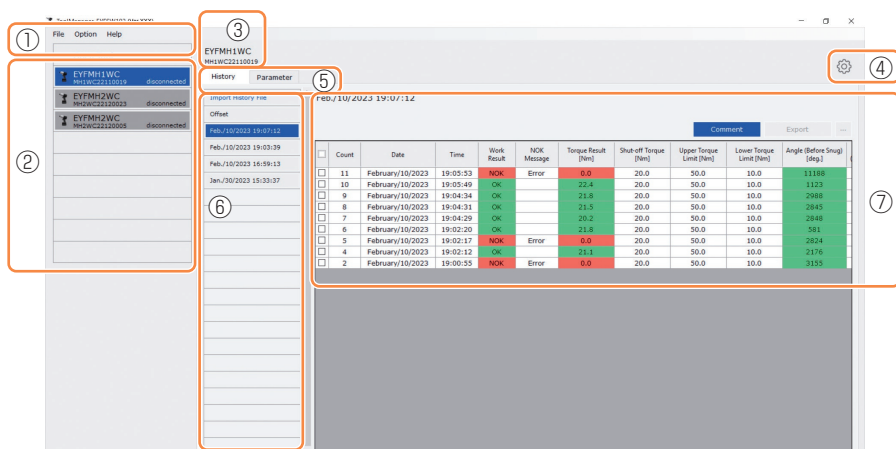 ToolManager EYFEW102 (Ver.X.XX)
①
File Option Help
③
EYFMH1WC
MH1WC22110019
④
②
EYFMH1WC
MH1WC22110019 disconnected
EYFMH2WC
MH2WC22120023 disconnected
EYFMH2WC
MH2WC22120005 disconnected
History Parameter
⑤
Import History File
Offset
Feb./10/2023 19:07:12
Feb./10/2023 19:03:39
Feb./10/2023 16:59:13
Jan./30/2023 15:33:37
⑥
Feb./10/2023 19:07:12
⑦
Comment Export ...
Count Date Time Work Result NOK Message Torque Result [Nm] Shut-off Torque [Nm] Upper Torque Limit [Nm] Lower Torque Limit [Nm] Angle (Before Snug) [deg.]
11 February/10/2023 19:05:53 NOK Error 0.0 20.0 50.0 10.0 11188
10 February/10/2023 19:05:49 OK 22.4 20.0 50.0 10.0 1123
9 February/10/2023 19:04:34 OK 21.8 20.0 50.0 10.0 2988
8 February/10/2023 19:04:31 OK 21.5 20.0 50.0 10.0 2845
7 February/10/2023 19:04:29 OK 20.2 20.0 50.0 10.0 2848
6 February/10/2023 19:02:20 OK 21.8 20.0 50.0 10.0 581
5 February/10/2023 19:02:17 NOK Error 0.0 20.0 50.0 10.0 2824
4 February/10/2023 19:02:12 OK 21.1 20.0 50.0 10.0 2176
2 February/10/2023 19:00:55 NOK Error 0.0 20.0 50.0 10.0 3155